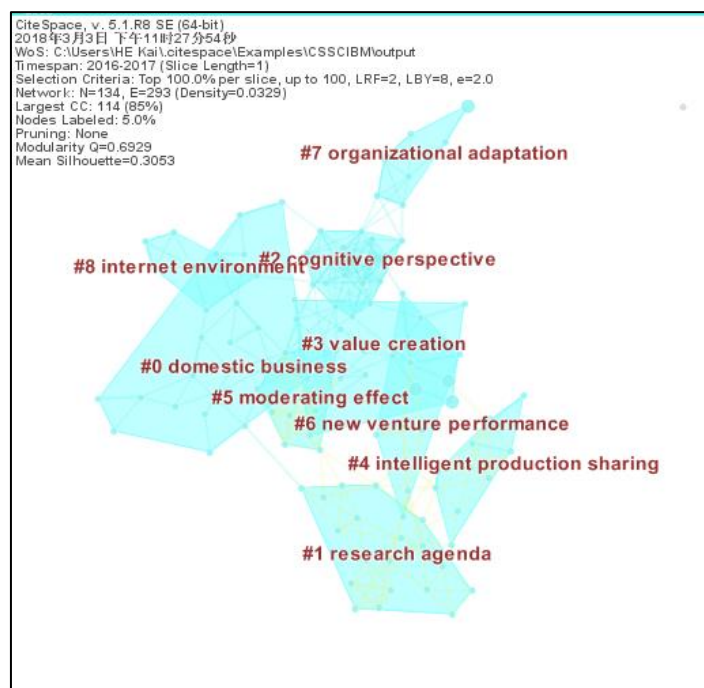 CiteSpace, v. 5.1.R8 SE (64-bit)
2018年3月3日 下午11时27分54秒
WoS: C:\Users\HE Kai\.citespace\Examples\CSSCIBM\output
Timespan: 2016-2017 (Slice Length=1)
Selection Criteria: Top 100.0% per slice, up to 100, LRF=2, LBY=8, e=2.0
Network: N=134, E=293 (Density=0.0329)
Largest CC: 114 (85%)
Nodes Labeled: 5.0%
Pruning: None
Modularity Q=0.6929
Mean Silhouette=0.3053
#7 organizational adaptation
#2 cognitive perspective
#8 internet environment
#3 value creation
#0 domestic business
#5 moderating effect
#6 new venture performance
#4 intelligent production sharing
#1 research agenda